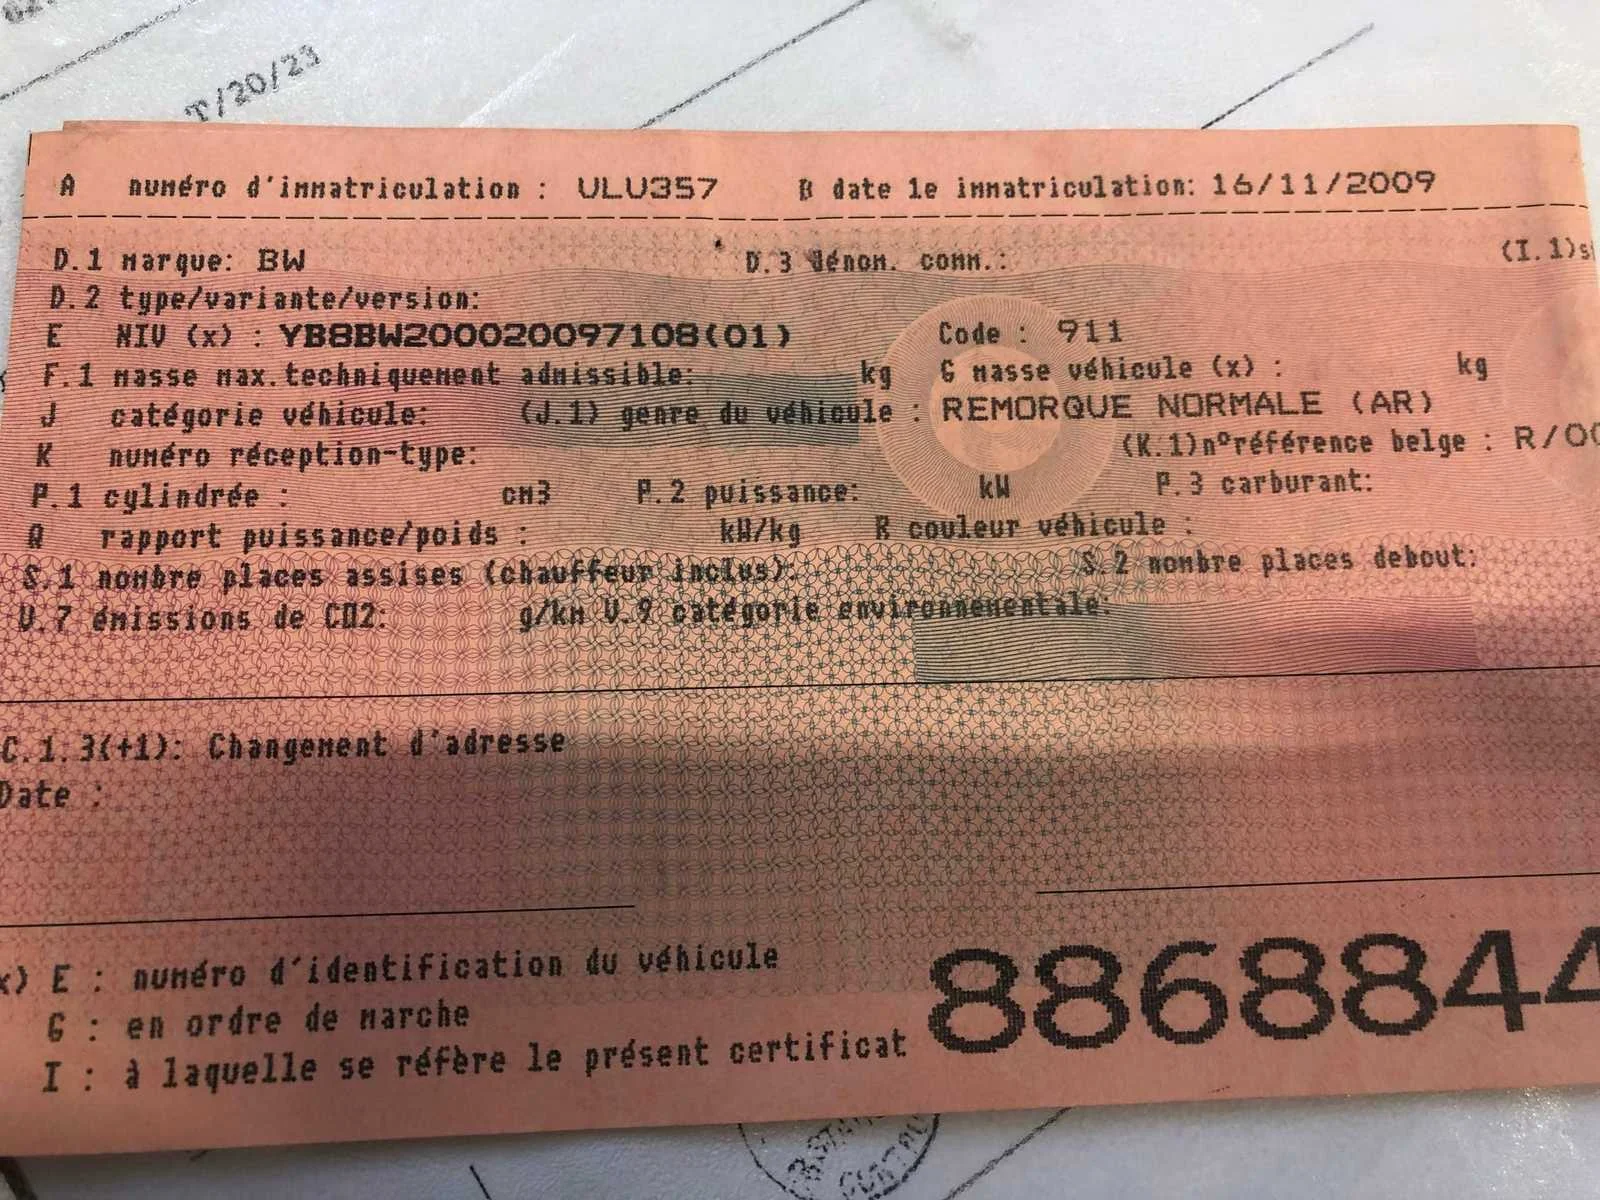 T/20/23
A numéro d'immatriculation : ULU357 B date 1e immatriculation: 16/11/2009
D.1 marque: BW D.3 dénom. comm.: (I.1)
D.2 type/variante/version:
E NIV (x) : YB8BW200020097108(01) Code : 911
F.1 masse max.techniquement admissible: kg G masse véhicule (x) : kg
J catégorie véhicule: (J.1) genre du véhicule : REMORQUE NORMALE (AR)
K numéro réception-type: (K.1)n°référence belge : R/00
P.1 cylindrée : cm3 P.2 puissance: kW P.3 carburant:
Q rapport puissance/poids : kW/kg R couleur véhicule :
S.1 nombre places assises (chauffeur inclus): S.2 nombre places debout:
V.7 émissions de CO2: g/km V.9 catégorie environnementale:
C.1.3(+1): Changement d'adresse
Date :
x) E : numéro d'identification du véhicule
G : en ordre de marche
I : à laquelle se réfère le présent certificat
8868844